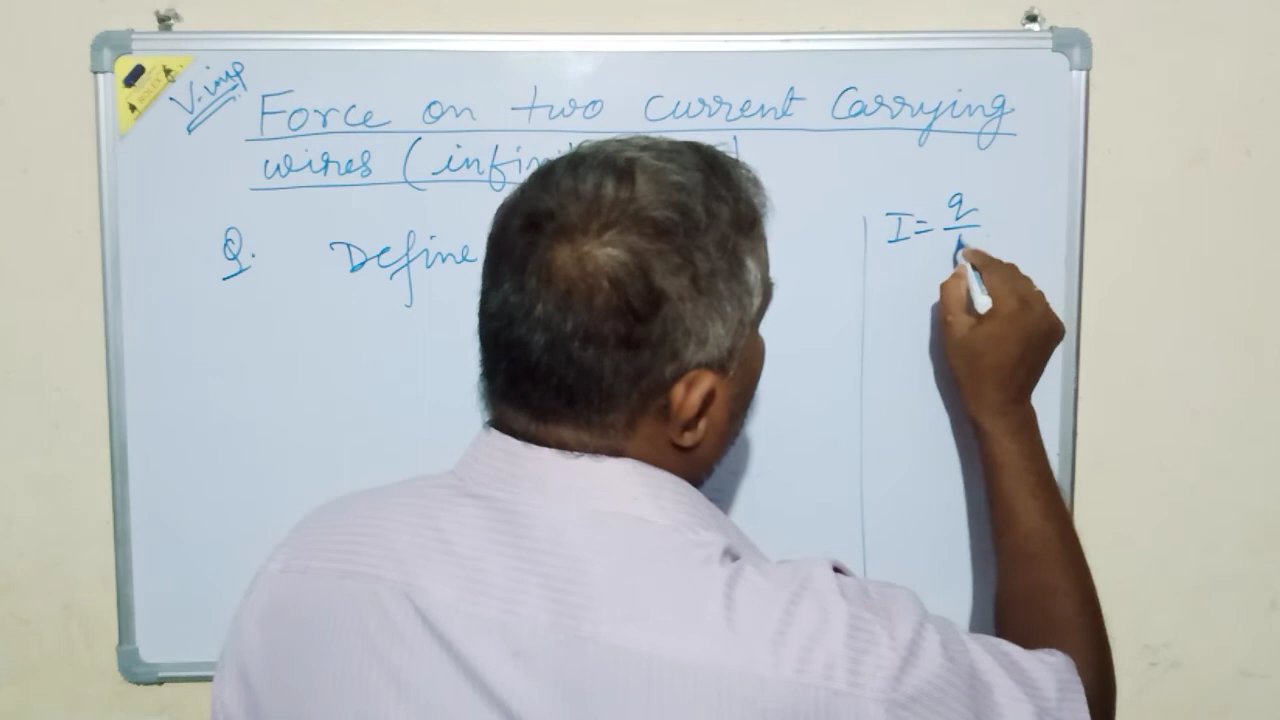 V. imp
Force on two current Carrying
wires (infin
Q. Define
I = q